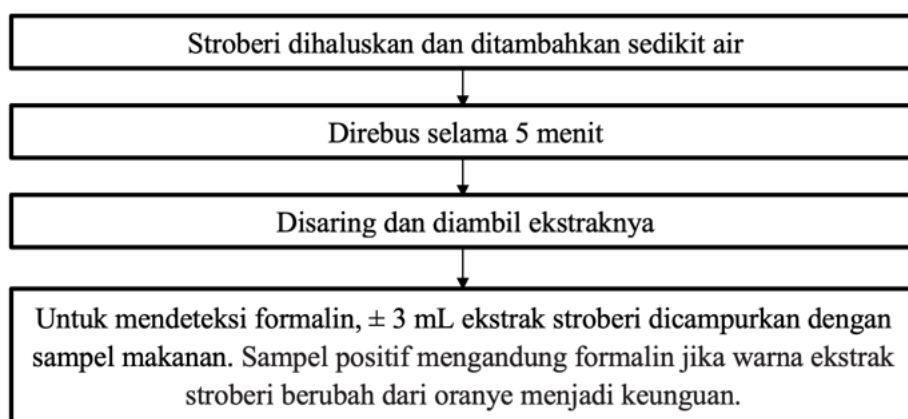 Stroberi dihaluskan dan ditambahkan sedikit air
Direbus selama 5 menit
Disaring dan diambil ekstraknya
Untuk mendeteksi formalin, ± 3 mL ekstrak stroberi dicampurkan dengan
sampel makanan. Sampel positif mengandung formalin jika warna ekstrak
stroberi berubah dari oranye menjadi keunguan.